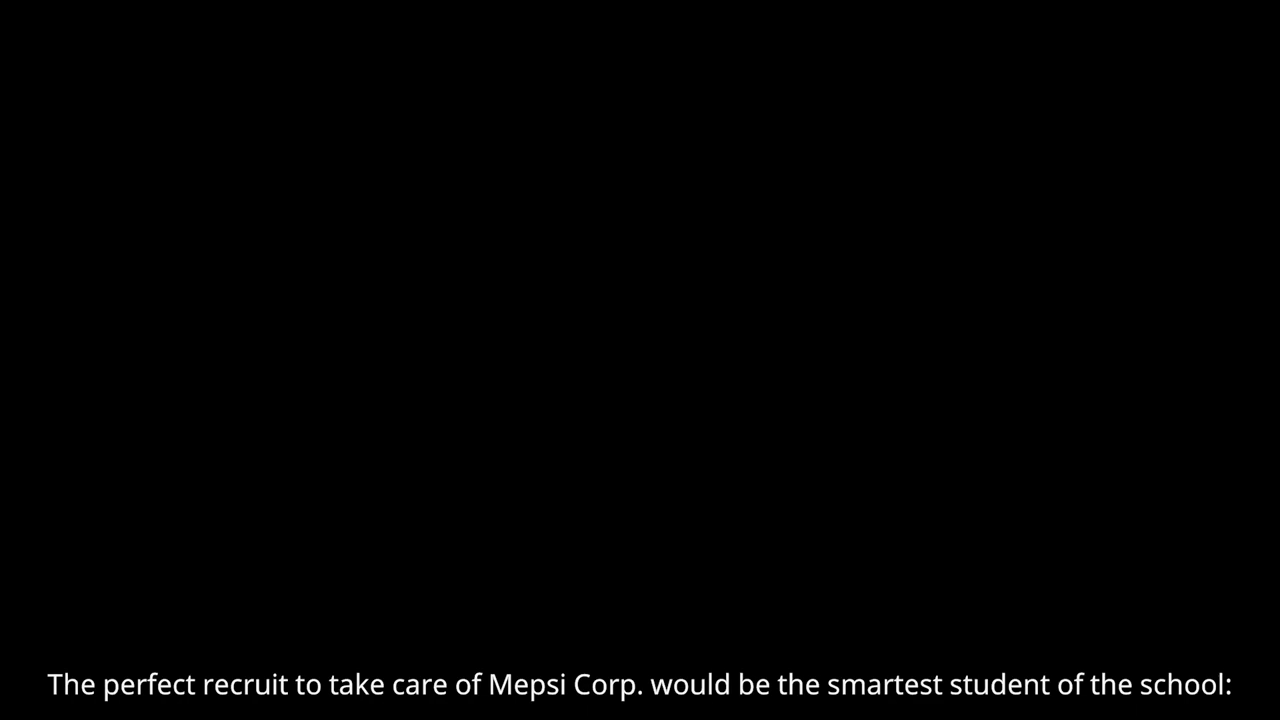 The perfect recruit to take care of Mepsi Corp. would be the smartest student of the school: